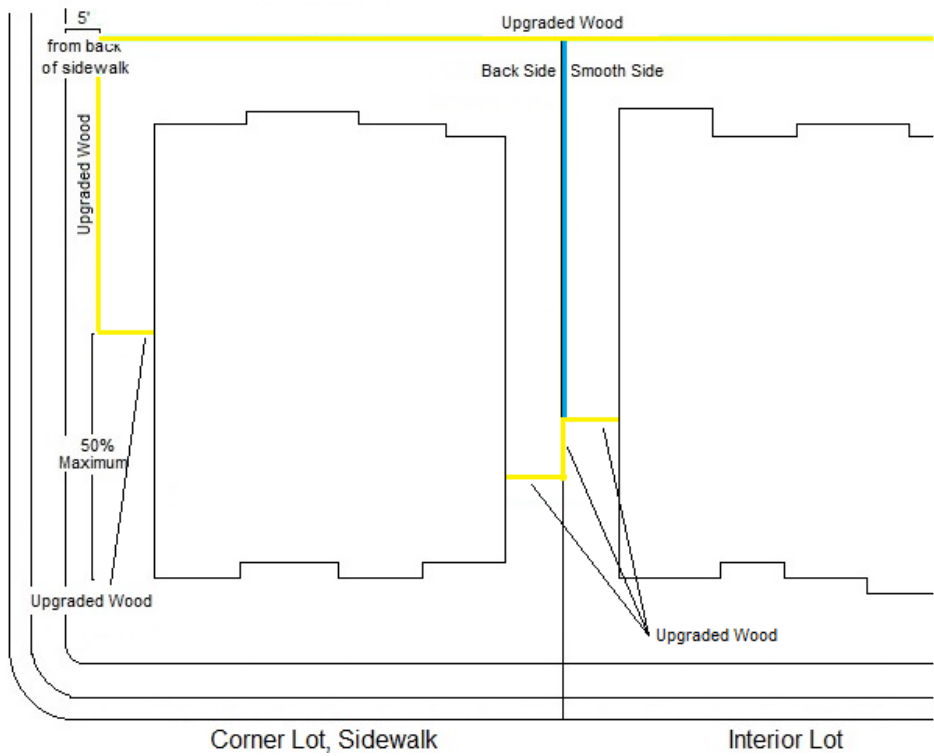 5'
Upgraded Wood
from back
of sidewalk
Back Side
Smooth Side
Upgraded Wood
50%
Maximum
Upgraded Wood
Upgraded Wood
Corner Lot, Sidewalk
Interior Lot